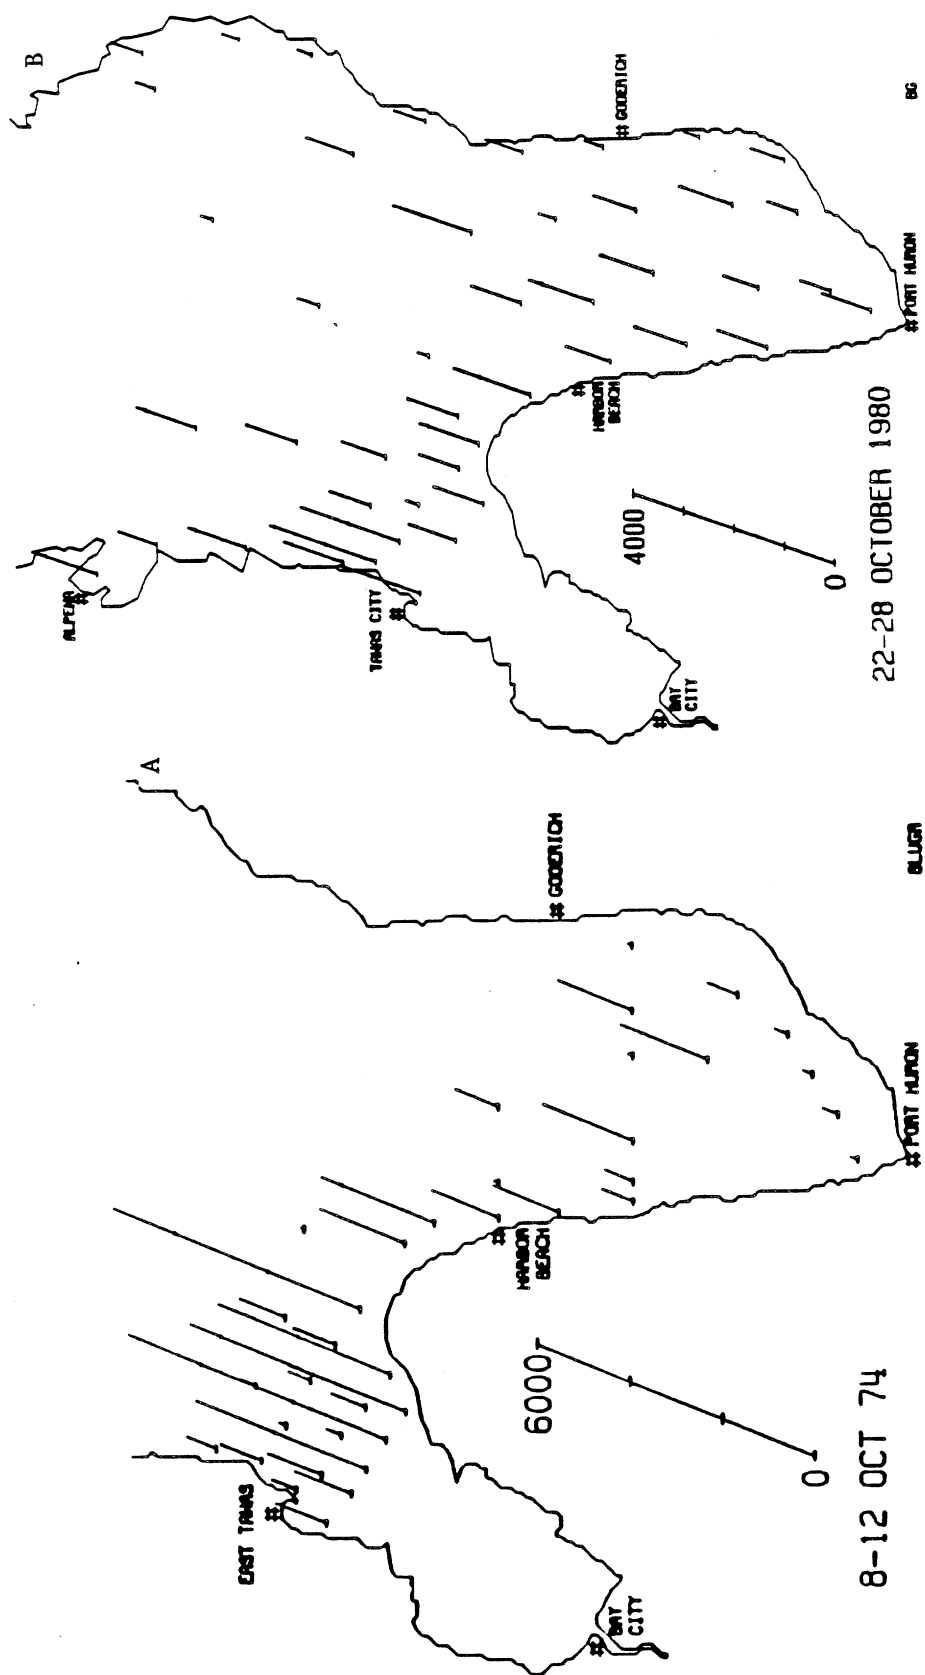 B
ALPENA
##
TAWAS CITY
##
## GODERICH
##
HARBOR
BEACH
4000
0
##
BAY
CITY
## PORT HURON
22-28 OCTOBER 1980
BG
A
EAST TAWAS
##
## GODERICH
##
HARBOR
BEACH
6000
0
##
BAY
CITY
## PORT HURON
8-12 OCT 74
BLUGR